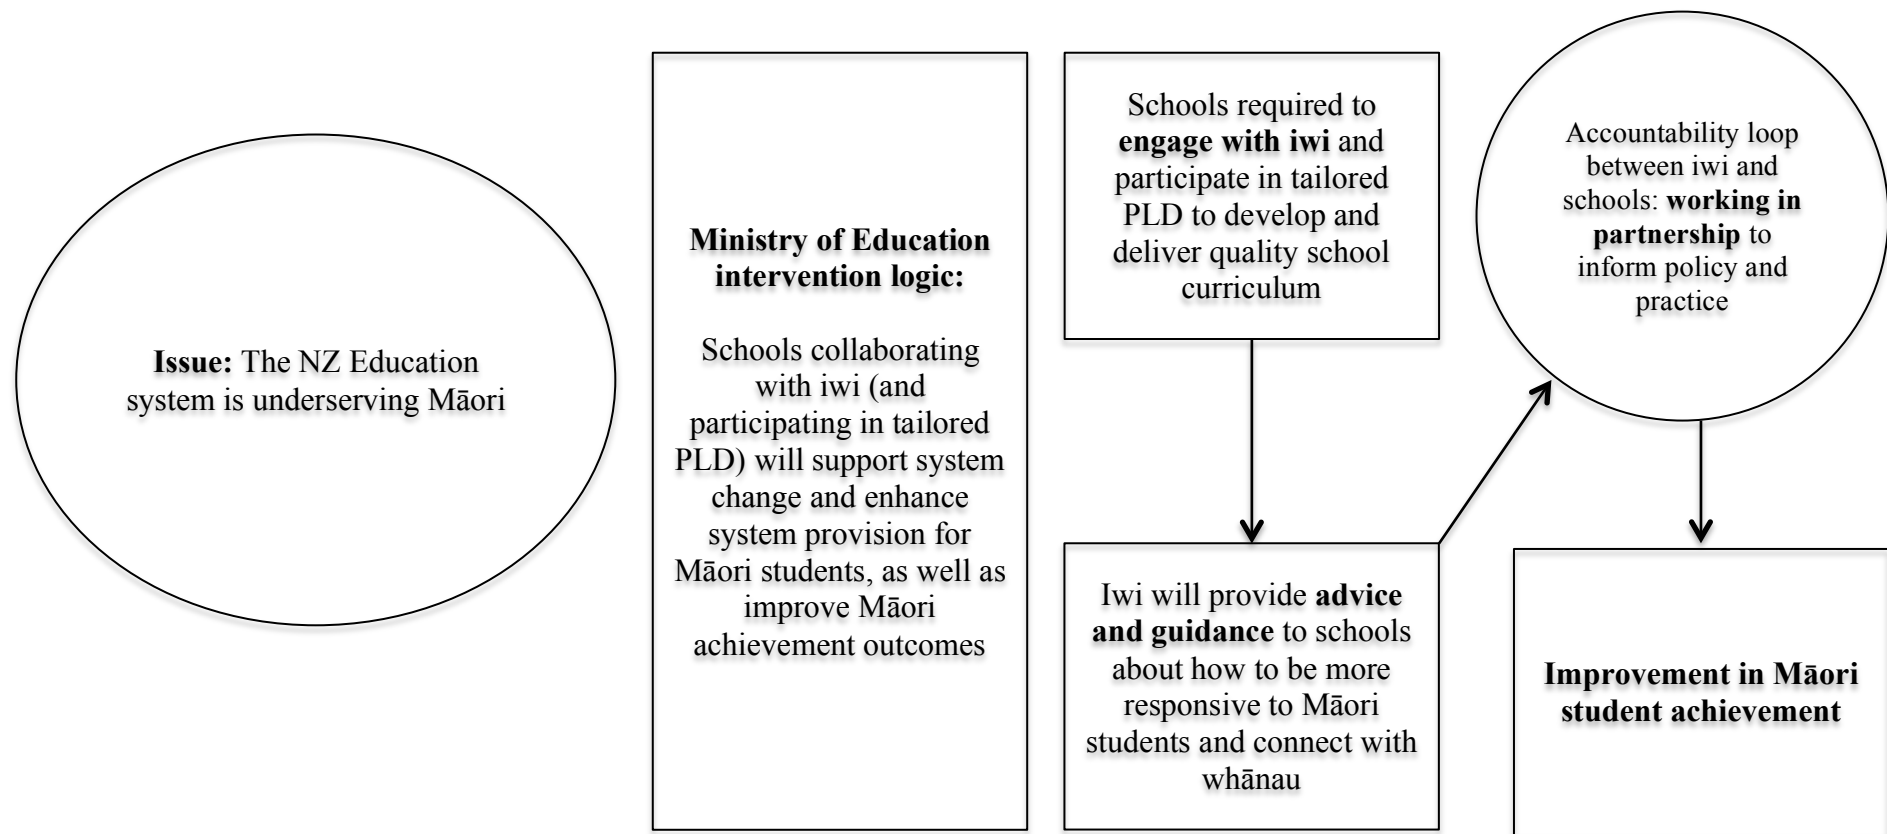 Issue: The NZ Education
system is underserving Māori
Ministry of Education
intervention logic:
Schools collaborating
with iwi (and
participating in tailored
PLD) will support system
change and enhance
system provision for
Māori students, as well as
improve Māori
achievement outcomes
Schools required to
engage with iwi and
participate in tailored
PLD to develop and
deliver quality school
curriculum
Iwi will provide advice
and guidance to schools
about how to be more
responsive to Māori
students and connect with
whānau
Accountability loop
between iwi and
schools: working in
partnership to
inform policy and
practice
Improvement in Māori
student achievement